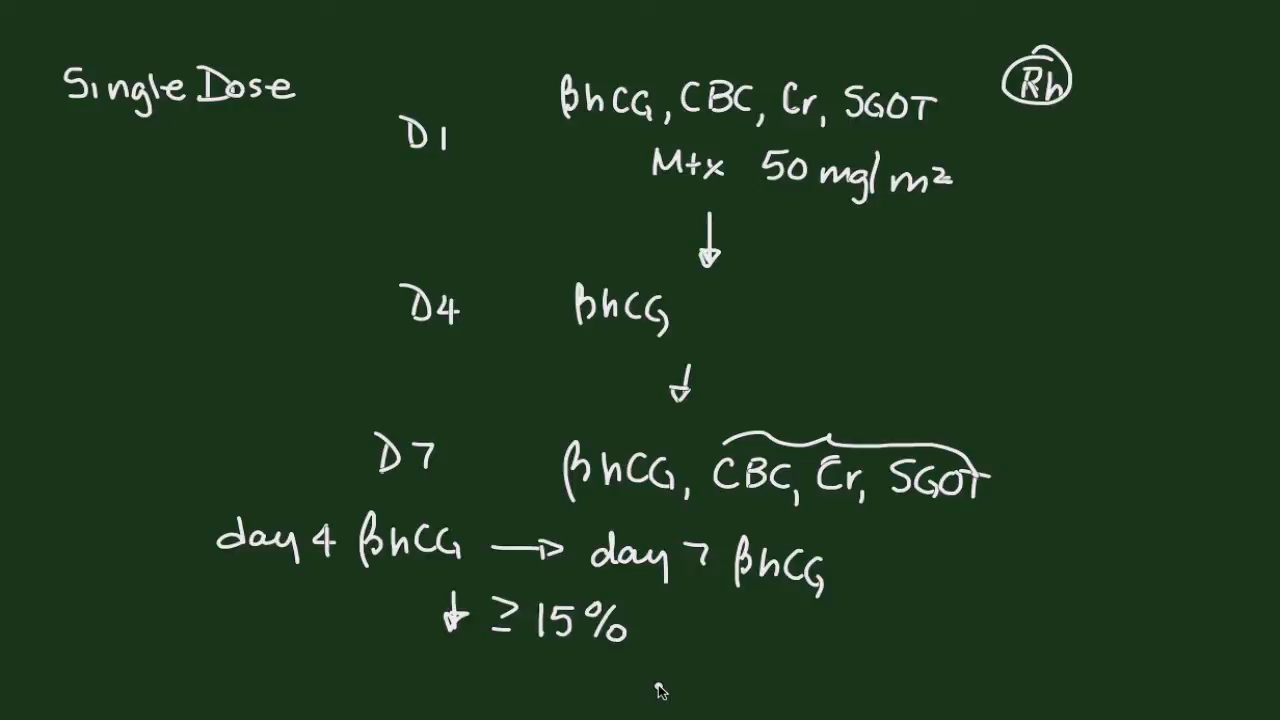 Single Dose
βhCG, CBC, Cr, SGOT
Rh
D1
Mtx 50 mg/m²
D4 βhCG
D7 βhCG, CBC, Cr, SGOT
day 4 βhCG → day 7 βhCG
↓ ≥ 15%